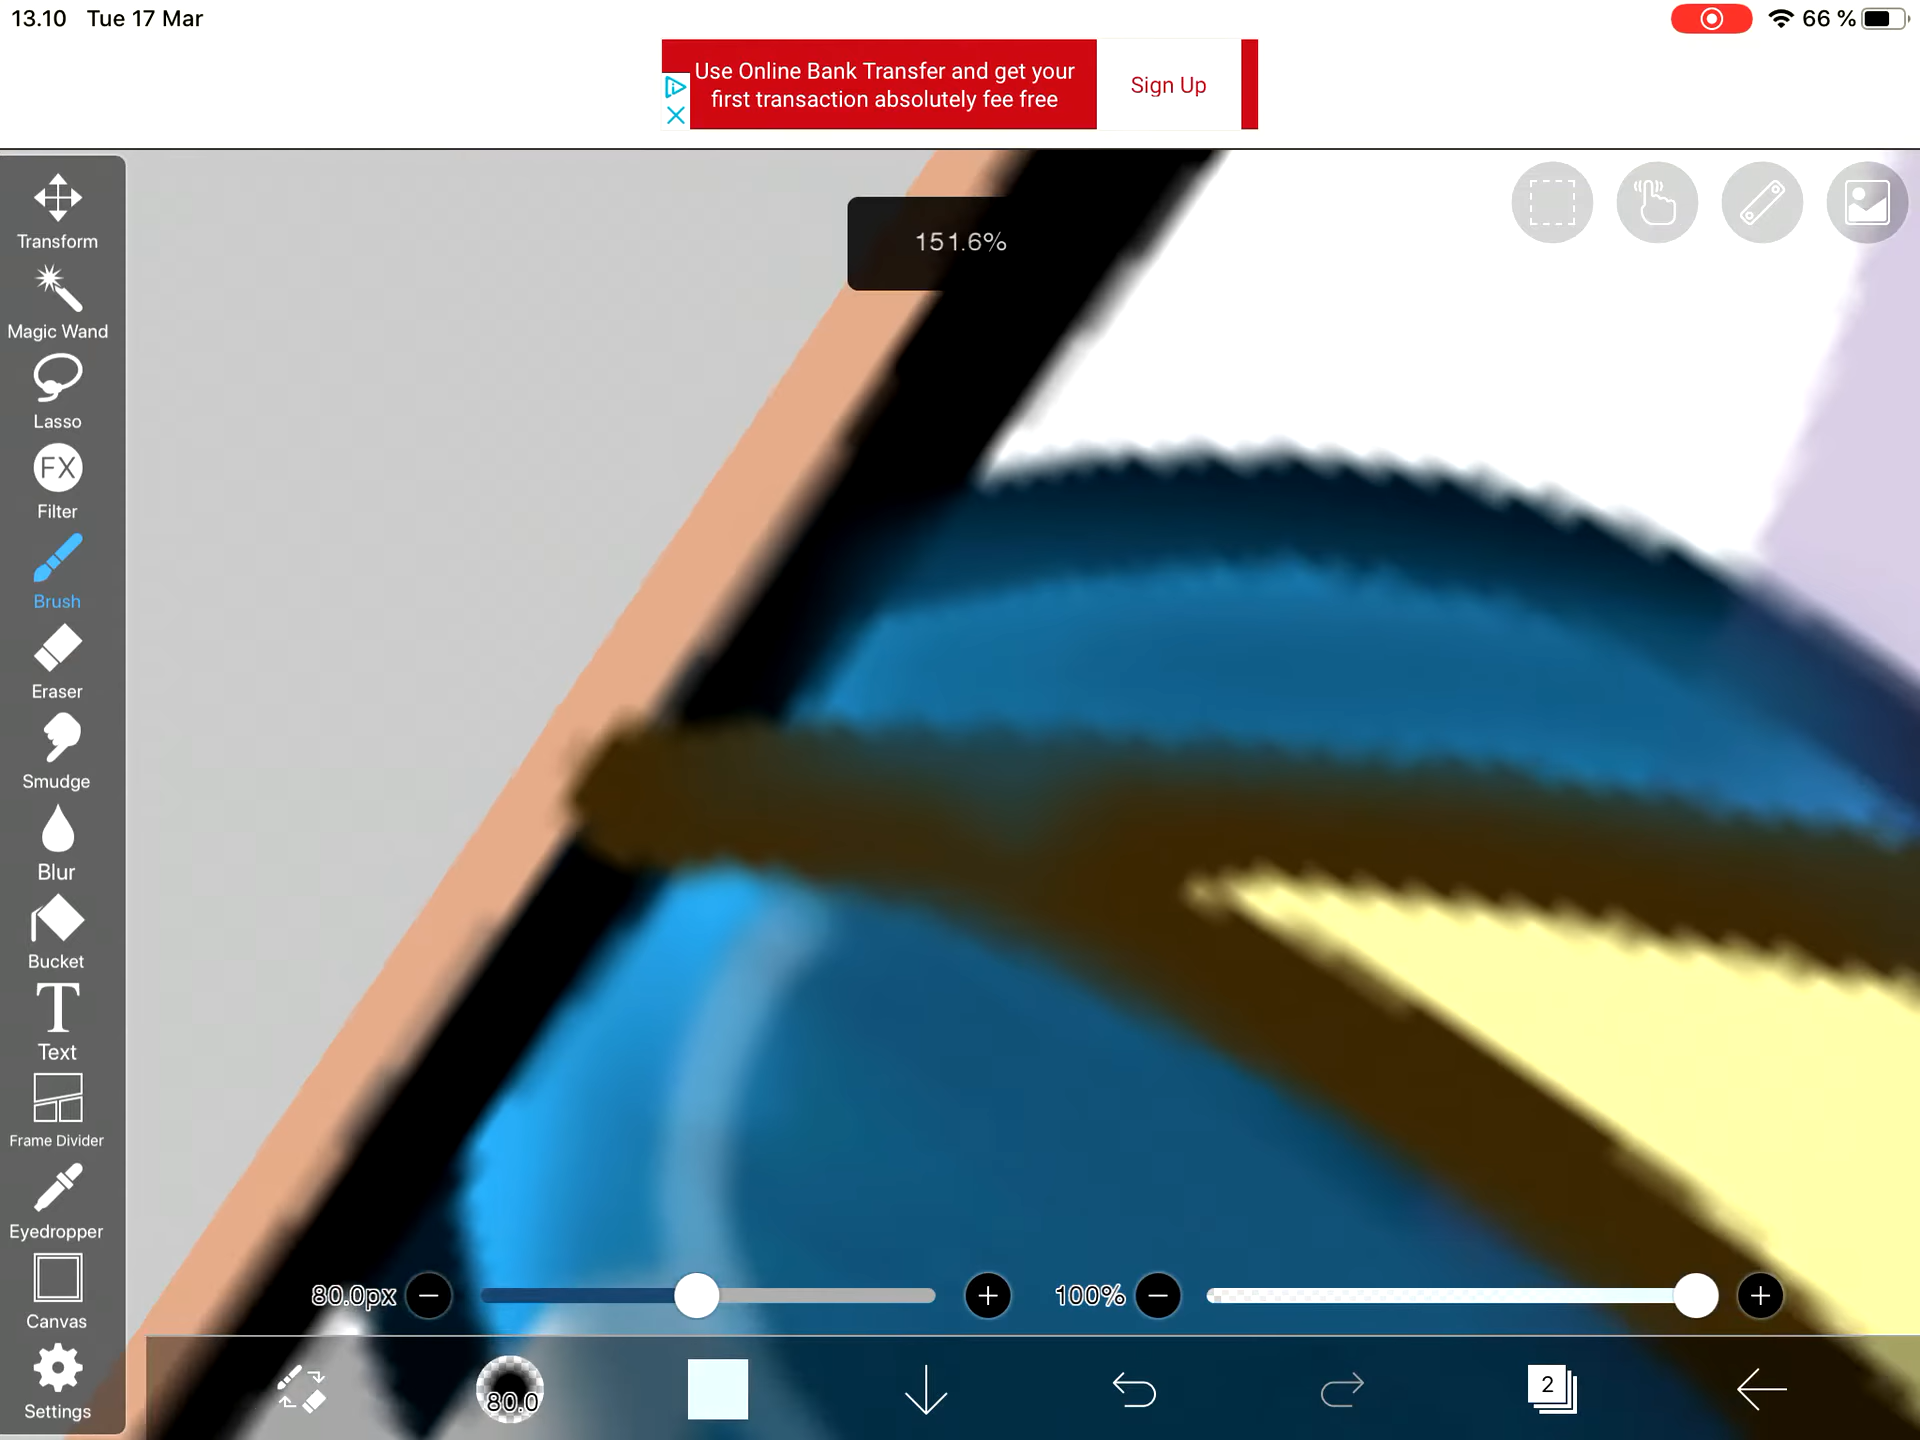 13.10 Tue 17 Mar
66 %
Use Online Bank Transfer and get your
first transaction absolutely fee free
Sign Up
151.6%
Transform
Magic Wand
Lasso
FX
Filter
Brush
Eraser
Smudge
Blur
Bucket
T
Text
Frame Divider
Eyedropper
Canvas
Settings
80.0px
100%
80.0
2